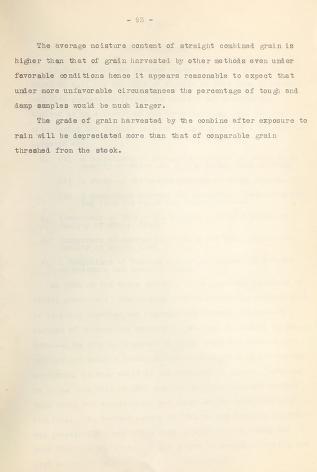 - 93 -
The average moisture content of straight combined grain is
higher than that of grain harvested by other methods even under
favorable conditions hence it appears reasonable to expect that
under more unfavorable circumstances the percentage of tough and
damp samples would be much larger.
The grade of grain harvested by the combine after exposure to
rain will be depreciated more than that of comparable grain
threshed from the stook.